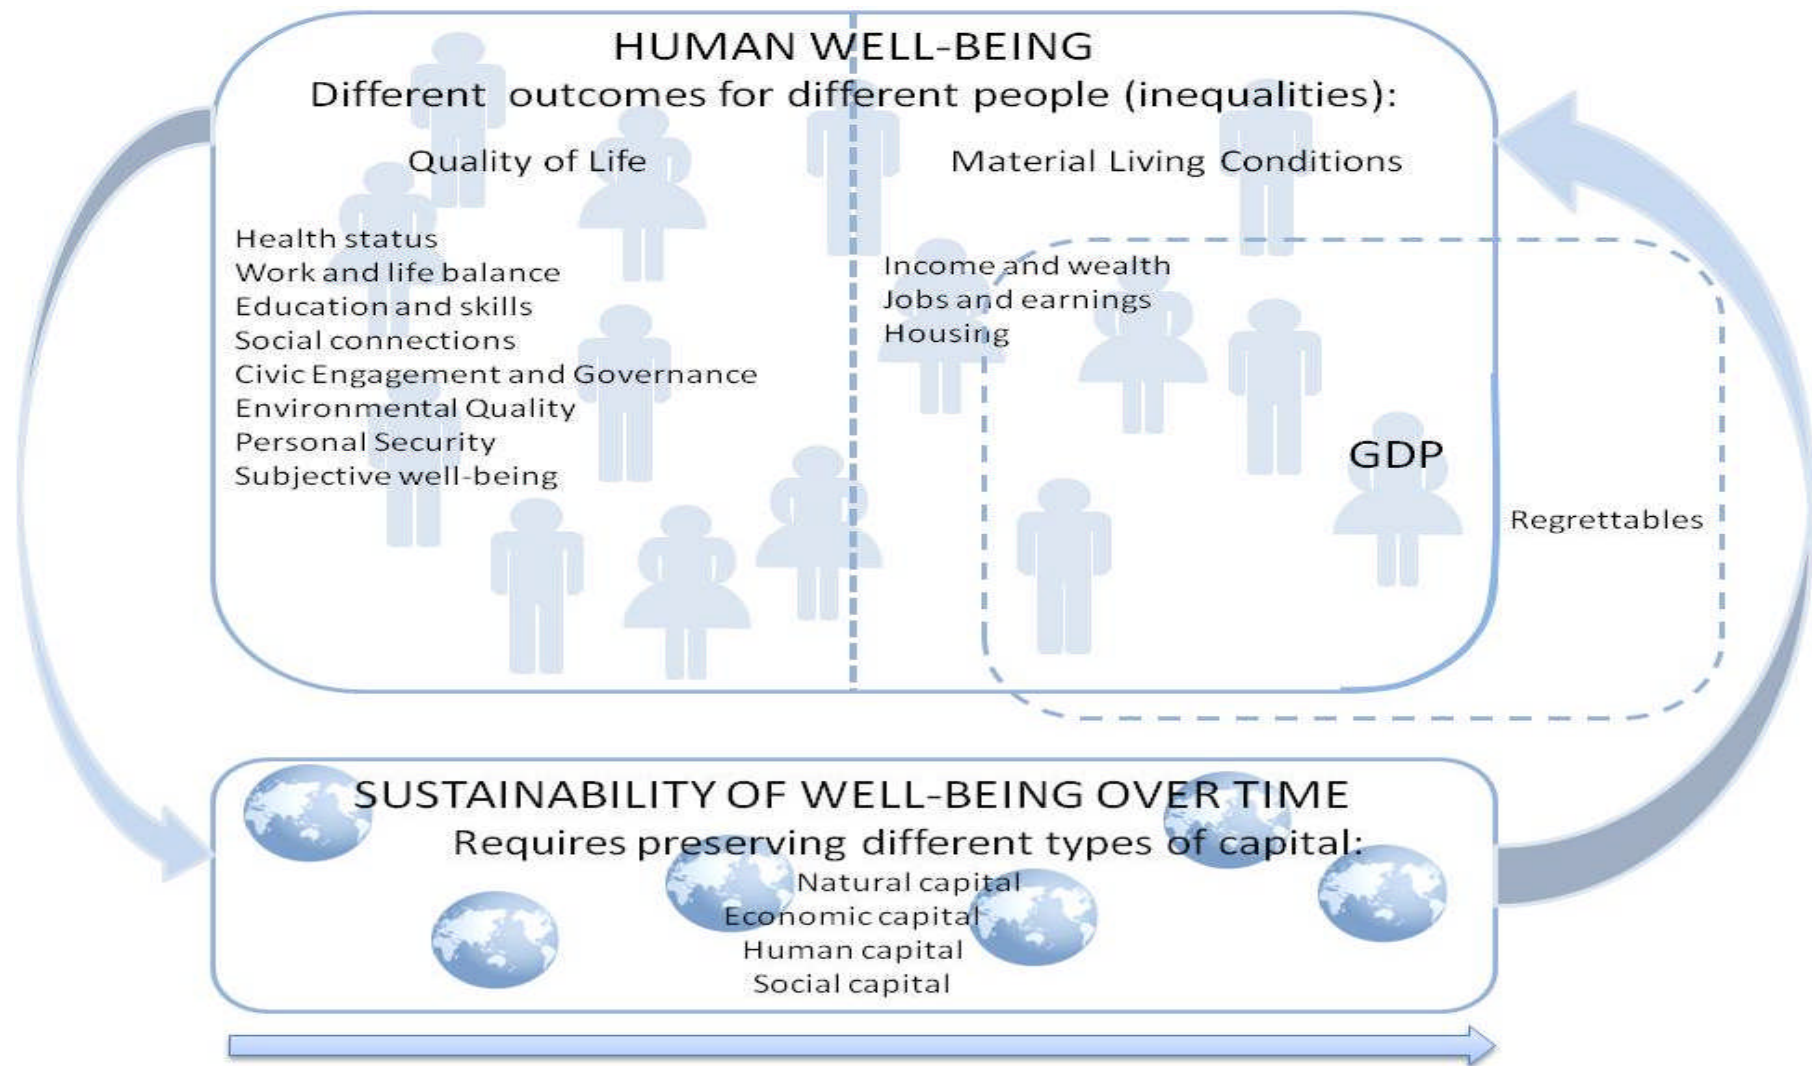 HUMAN WELL-BEING
Different outcomes for different people (inequalities):
Quality of Life
Health status
Work and life balance
Education and skills
Social connections
Civic Engagement and Governance
Environmental Quality
Personal Security
Subjective well-being
Material Living Conditions
Income and wealth
Jobs and earnings
Housing
GDP
Regrettables
SUSTAINABILITY OF WELL-BEING OVER TIME
Requires preserving different types of capital:
Natural capital
Economic capital
Human capital
Social capital